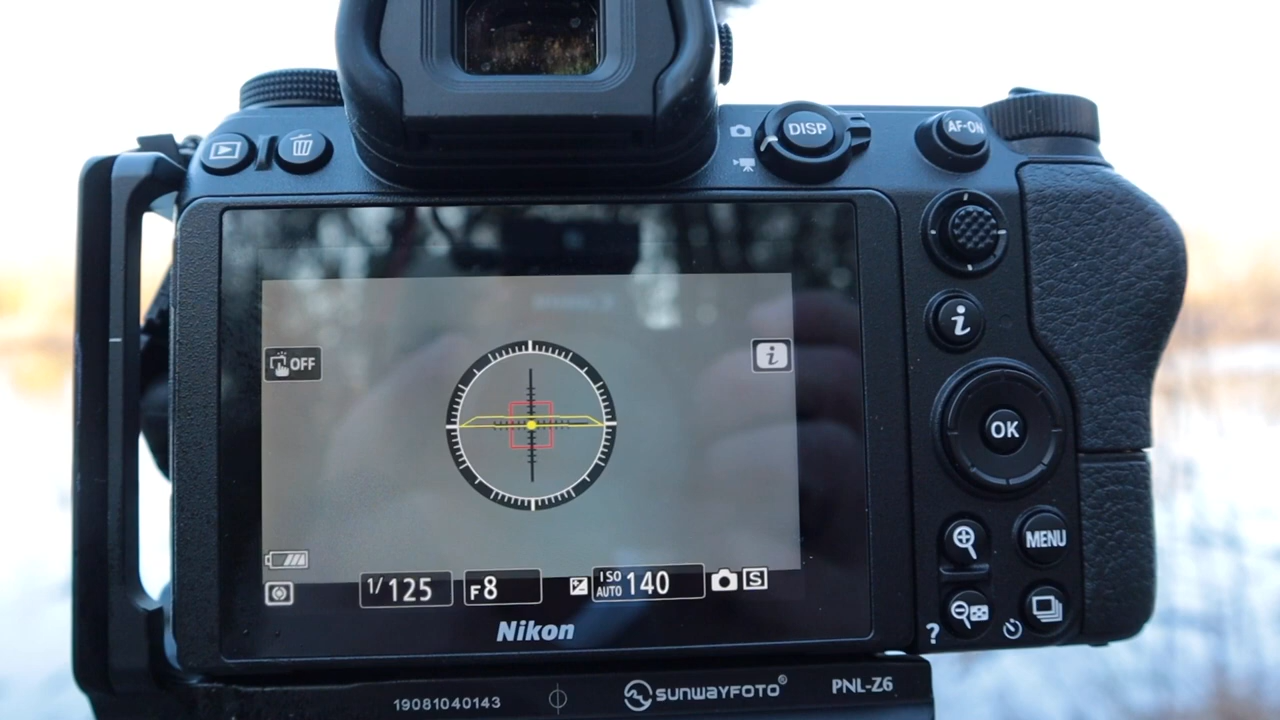 DISP
AF-ON
i
OFF
i
OK
1/125 F8 ISO AUTO 140 S
MENU
Nikon
?
19081040143 SUNWAYFOTO® PNL-Z6